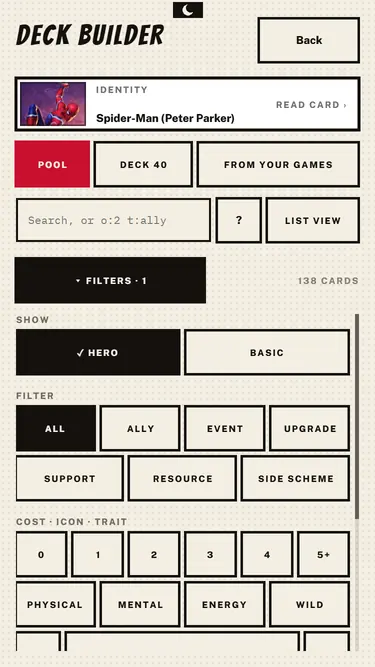 DECK BUILDER
Back
IDENTITY
READ CARD ›
Spider-Man (Peter Parker)
POOL
DECK 40
FROM YOUR GAMES
Search, or o:2 t:ally
?
LIST VIEW
▾ FILTERS · 1
138 CARDS
SHOW
✓ HERO
BASIC
FILTER
ALL
ALLY
EVENT
UPGRADE
SUPPORT
RESOURCE
SIDE SCHEME
COST · ICON · TRAIT
0
1
2
3
4
5+
PHYSICAL
MENTAL
ENERGY
WILD